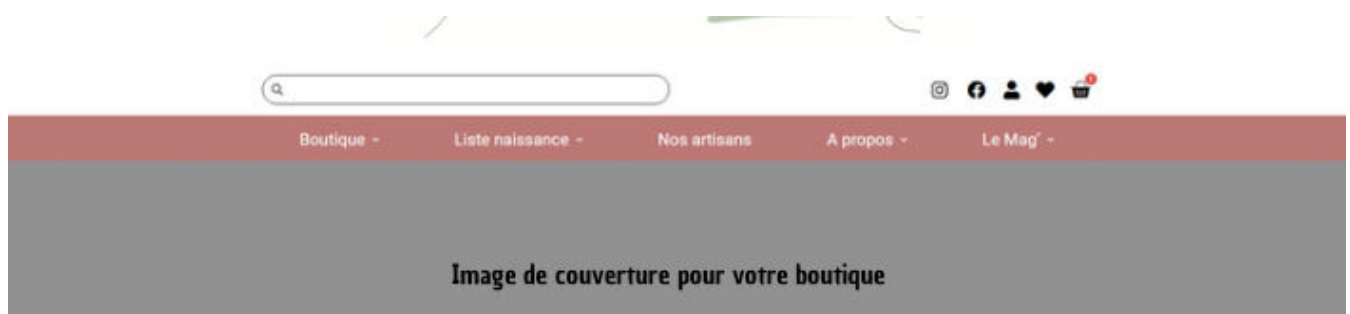 Boutique
Liste naissance
Nos artisans
A propos
Le Mag'
Image de couverture pour votre boutique